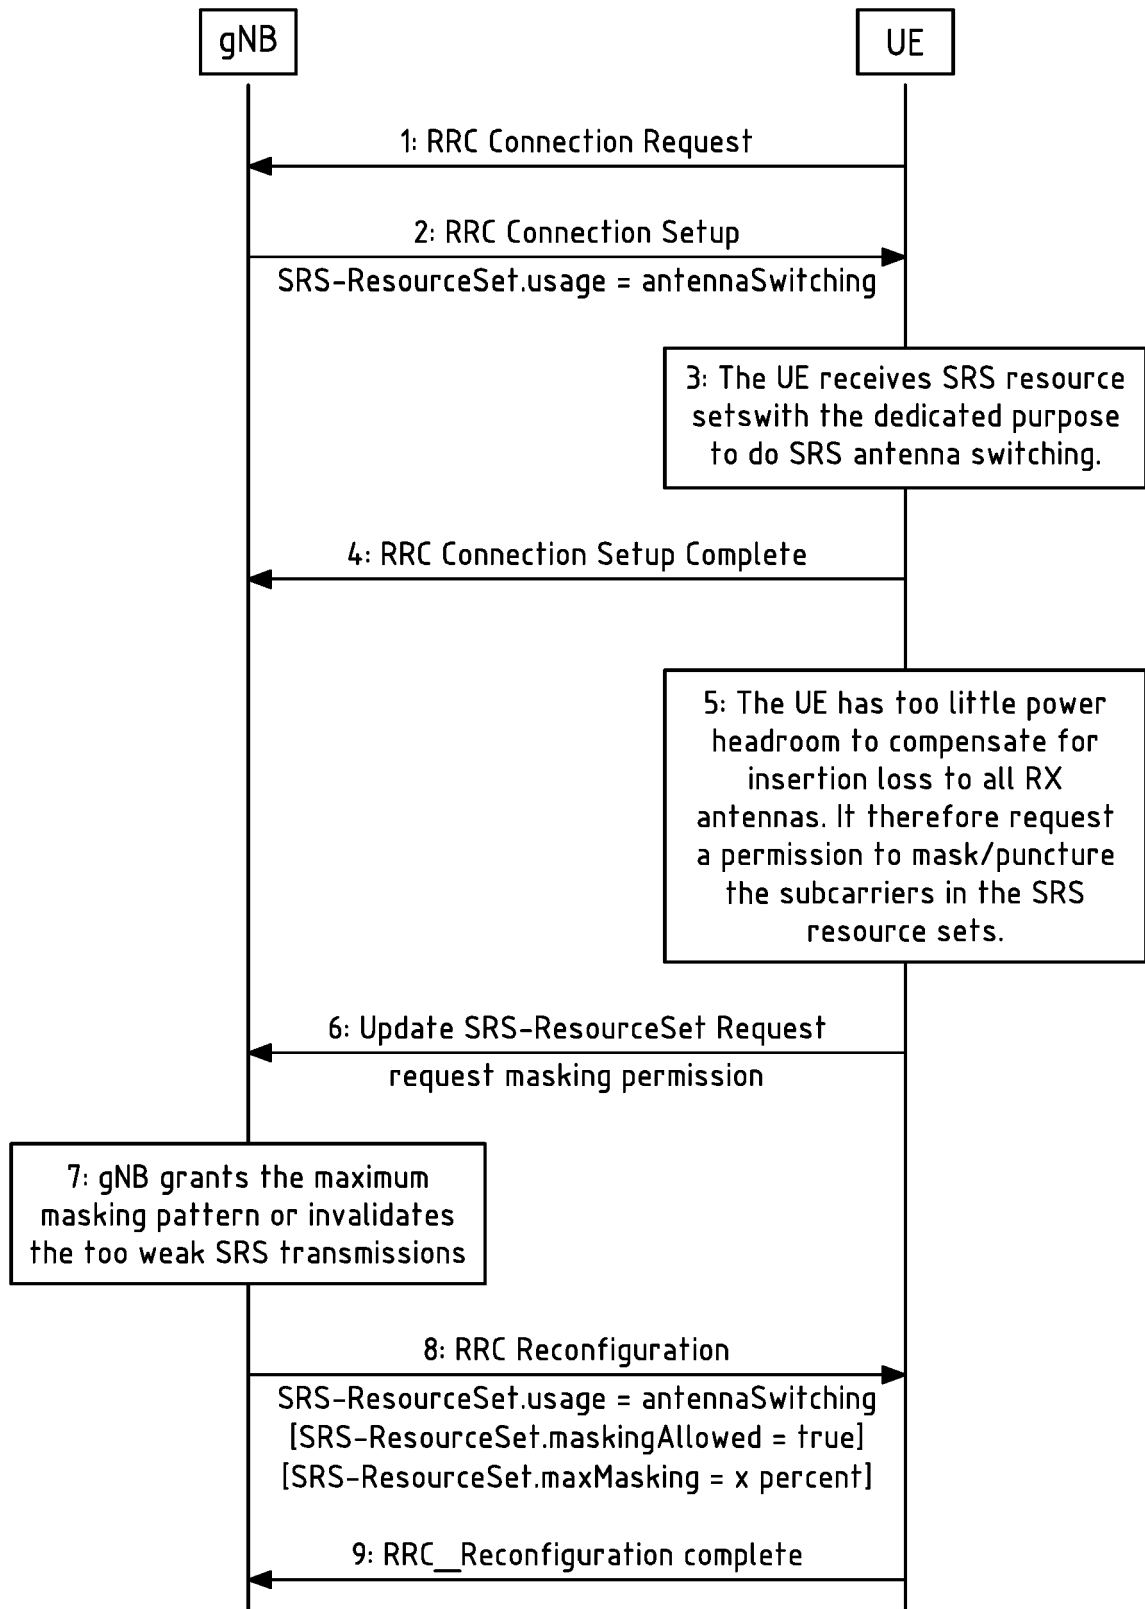 gNB
UE
1: RRC Connection Request
2: RRC Connection Setup
SRS-ResourceSet.usage = antennaSwitching
3: The UE receives SRS resource
setswith the dedicated purpose
to do SRS antenna switching.
4: RRC Connection Setup Complete
5: The UE has too little power
headroom to compensate for
insertion loss to all RX
antennas. It therefore request
a permission to mask/puncture
the subcarriers in the SRS
resource sets.
6: Update SRS-ResourceSet Request
request masking permission
7: gNB grants the maximum
masking pattern or invalidates
the too weak SRS transmissions
8: RRC Reconfiguration
SRS-ResourceSet.usage = antennaSwitching
[SRS-ResourceSet.maskingAllowed = true]
[SRS-ResourceSet.maxMasking = x percent]
9: RRC_Reconfiguration complete